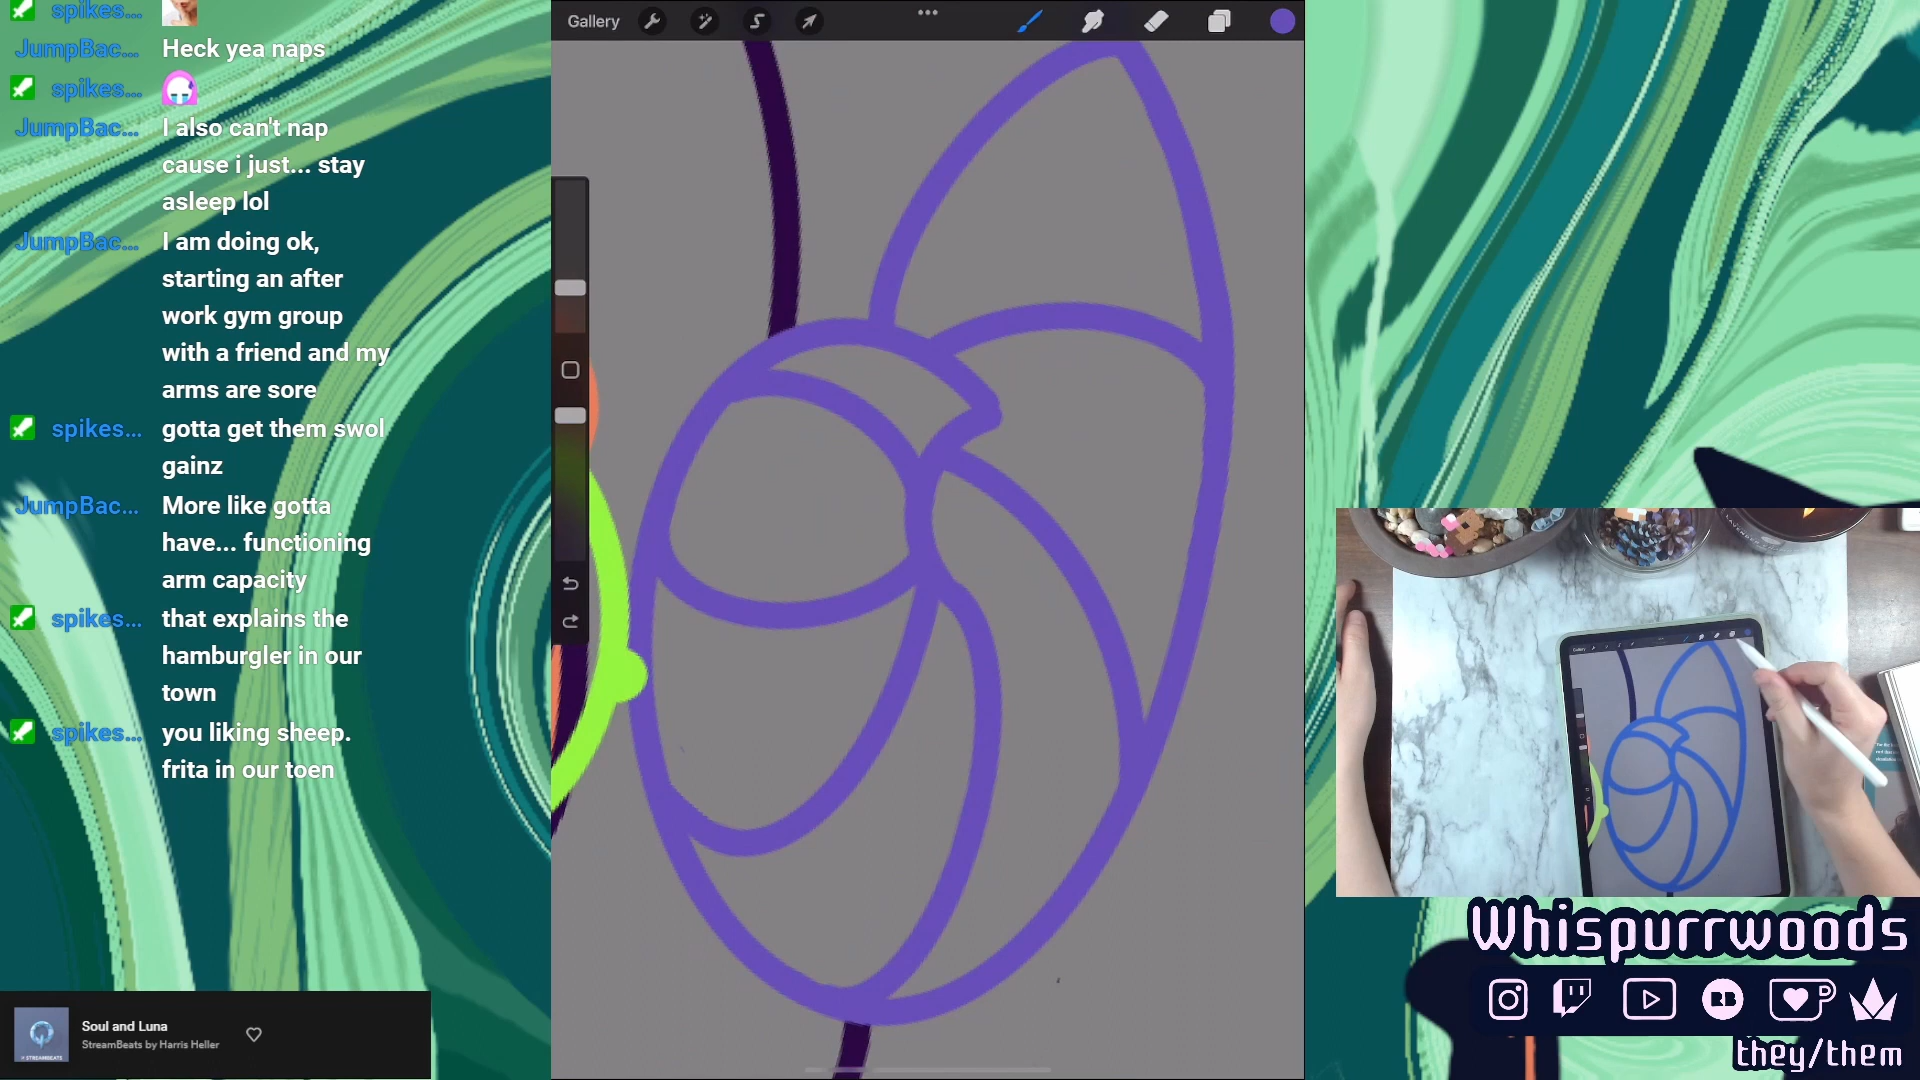 spikes...
JumpBac... Heck yea naps
spikes...
JumpBac... I also can't nap
cause i just... stay
asleep lol
JumpBac... I am doing ok,
starting an after
work gym group
with a friend and my
arms are sore
spikes... gotta get them swol
gainz
JumpBac... More like gotta
have... functioning
arm capacity
spikes... that explains the
hamburgler in our
town
spikes... you liking sheep.
frita in our toen
Soul and Luna
StreamBeats by Harris Heller
STREAMBEATS
Gallery
Gallery
Whispurrwoods
RB
they/them